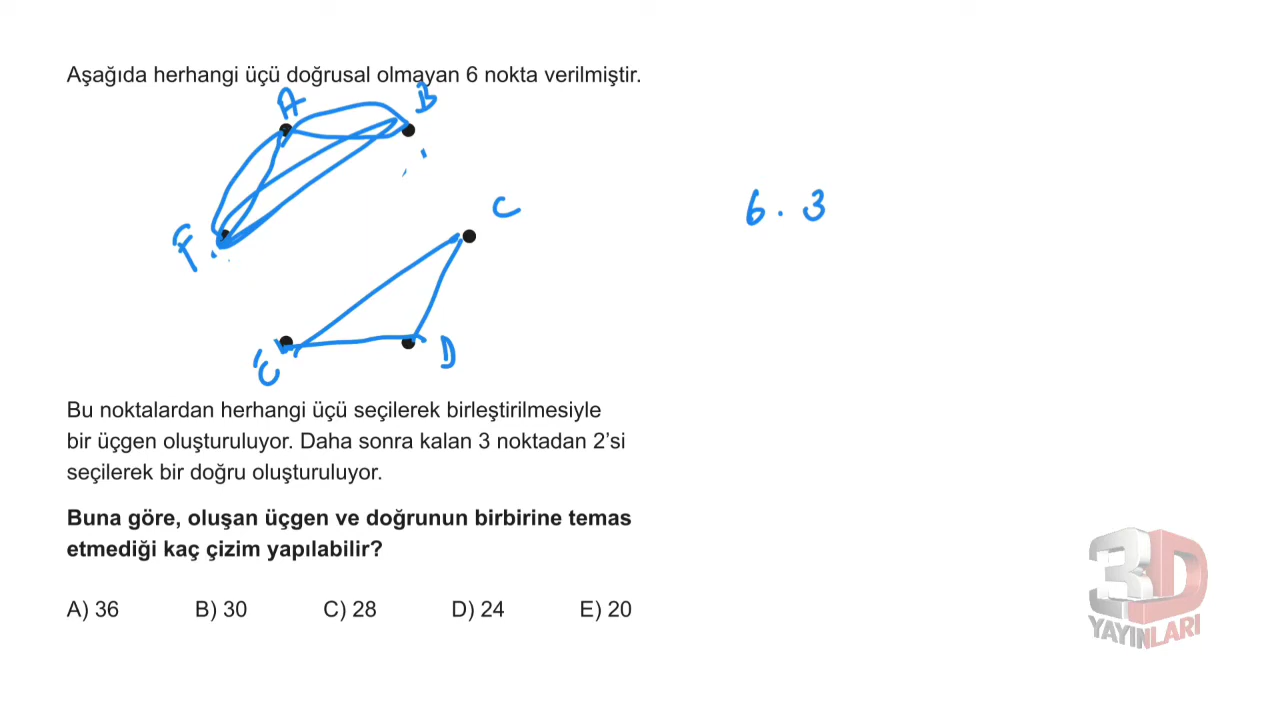 Aşağıda herhangi üçü doğrusal olmayan 6 nokta verilmiştir.
A
B
F
C
6 . 3
D
Bu noktalardan herhangi üçü seçilerek birleştirilmesiyle
bir üçgen oluşturuluyor. Daha sonra kalan 3 noktadan 2'si
seçilerek bir doğru oluşturuluyor.
Buna göre, oluşan üçgen ve doğrunun birbirine temas
etmediği kaç çizim yapılabilir?
A) 36 B) 30 C) 28 D) 24 E) 20
3D
YAYINLARI